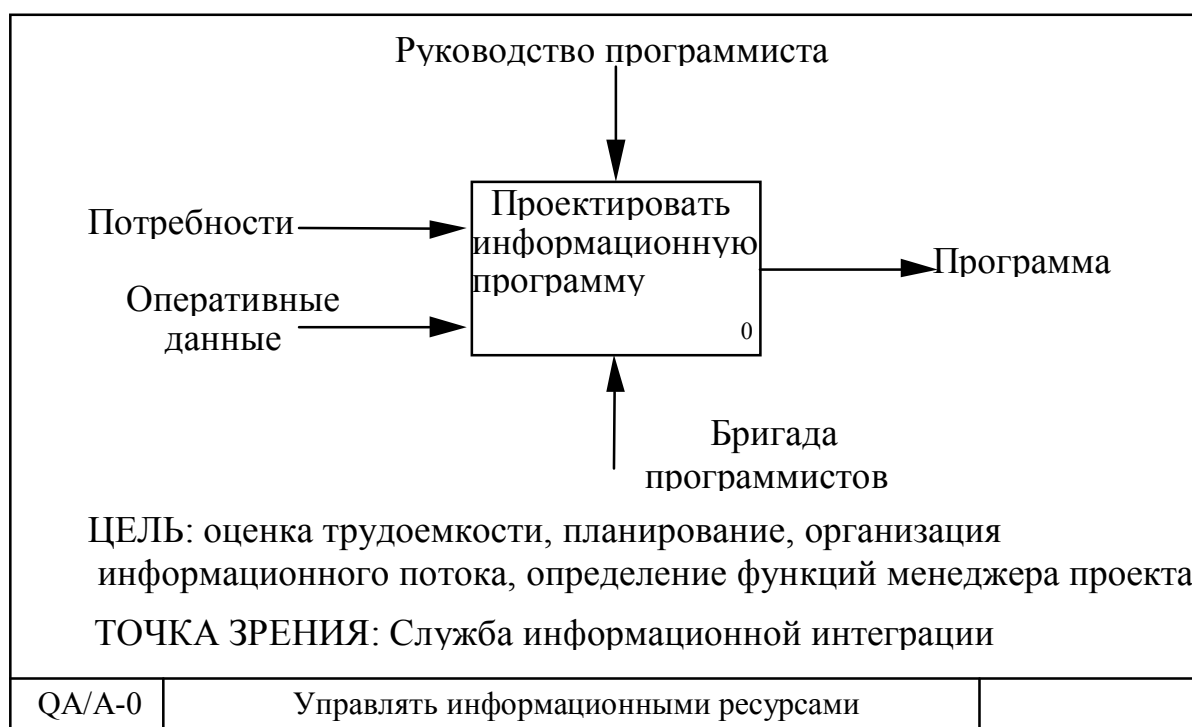 Руководство программиста
Проектировать
информационную
программу
0
Потребности
Оперативные
данные
Программа
Бригада
программистов
ЦЕЛЬ: оценка трудоемкости, планирование, организация
информационного потока, определение функций менеджера проекта
ТОЧКА ЗРЕНИЯ: Служба информационной интеграции
QA/A-0
Управлять информационными ресурсами